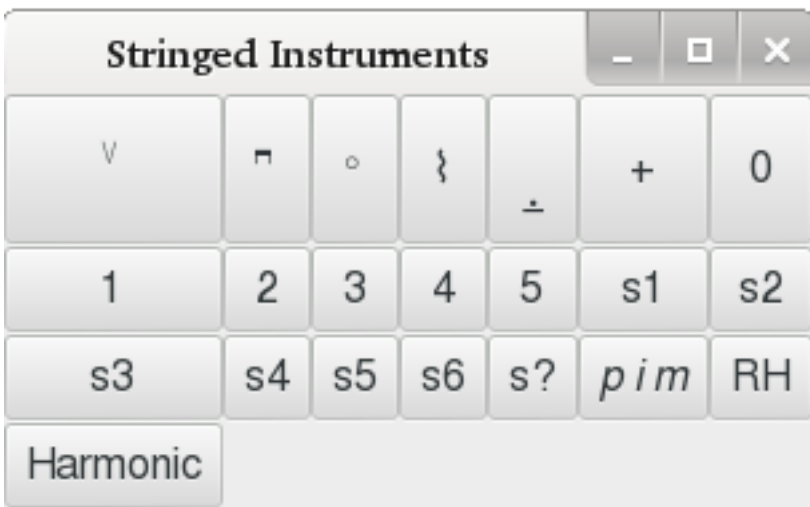 Stringed Instruments
V + 0
1 2 3 4 5 s1 s2
s3 s4 s5 s6 s? p i m RH
Harmonic